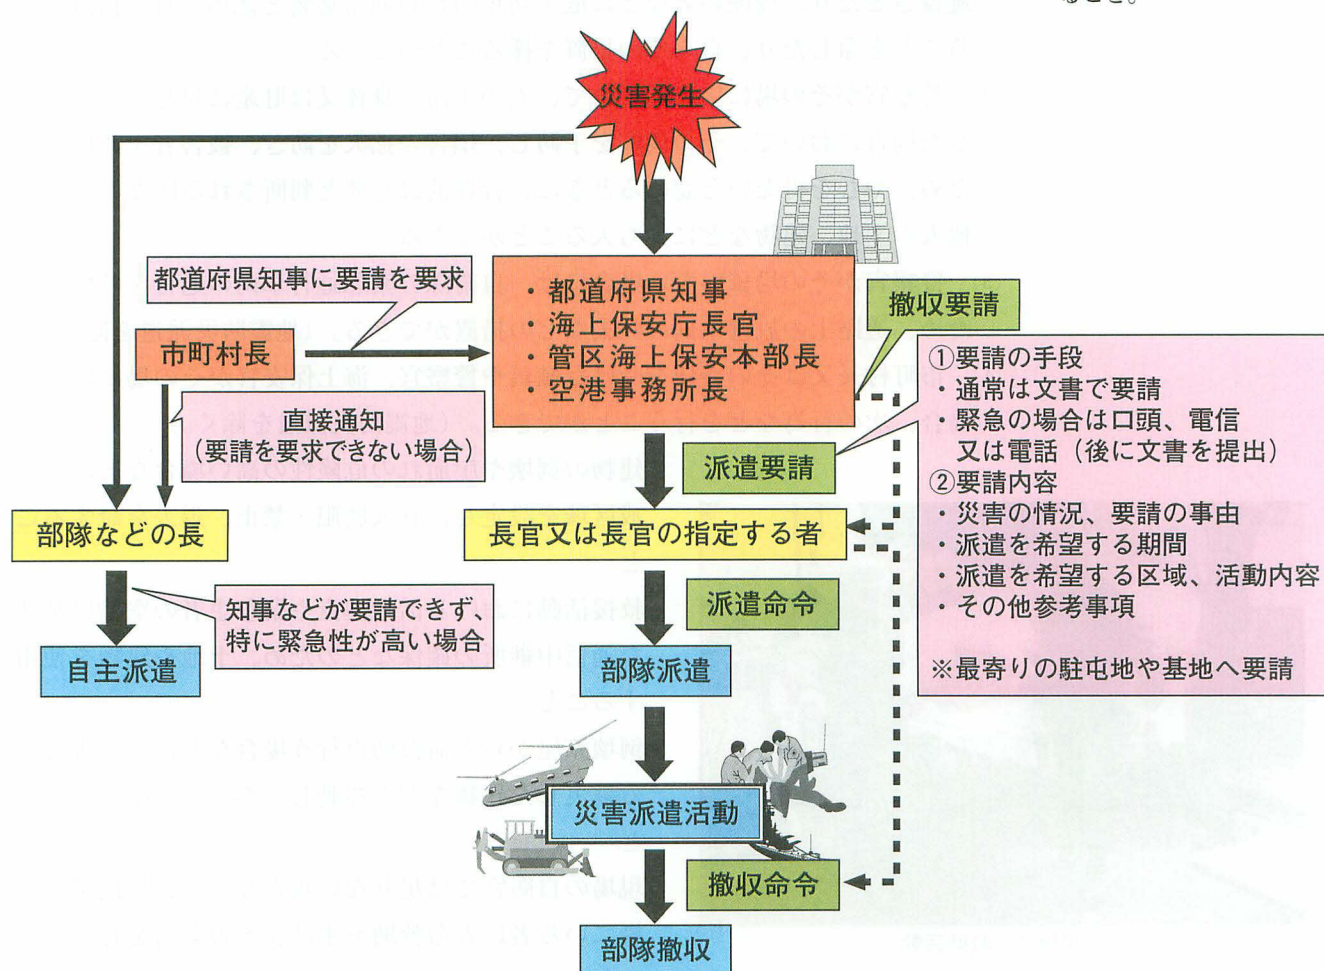 るとき。
災害発生
都道府県知事に要請を要求
・都道府県知事
・海上保安庁長官
・管区海上保安本部長
・空港事務所長
撤収要請
市町村長
直接通知
(要請を要求できない場合)
①要請の手段
・通常は文書で要請
・緊急の場合は口頭、電信
又は電話（後に文書を提出）
②要請内容
・災害の情況、要請の事由
・派遣を希望する期間
・派遣を希望する区域、活動内容
・その他参考事項
※最寄りの駐屯地や基地へ要請
派遣要請
部隊などの長
長官又は長官の指定する者
知事などが要請できず、
特に緊急性が高い場合
派遣命令
自主派遣
部隊派遣
災害派遣活動
撤収命令
部隊撤収